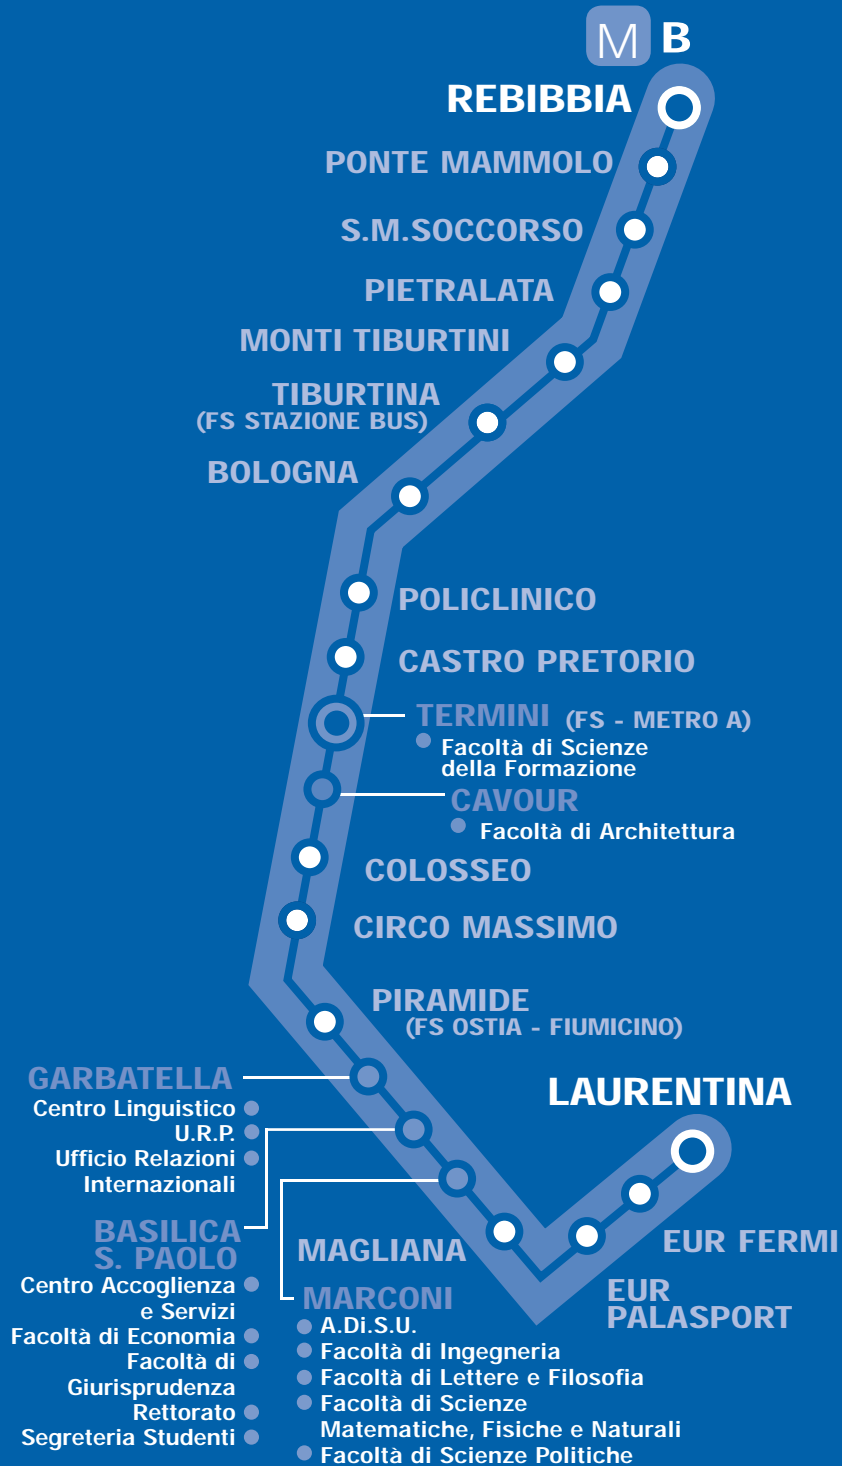 M B
REBIBBIA
PONTE MAMMOLO
S.M.SOCCORSO
PIETRALATA
MONTI TIBURTINI
TIBURTINA
(FS STAZIONE BUS)
BOLOGNA
POLICLINICO
CASTRO PRETORIO
TERMINI (FS - METRO A)
Facoltà di Scienze
della Formazione
CAVOUR
Facoltà di Architettura
COLOSSEO
CIRCO MASSIMO
PIRAMIDE
(FS OSTIA - FIUMICINO)
GARBATELLA
Centro Linguistico
U.R.P.
Ufficio Relazioni
Internazionali
BASILICA
S. PAOLO
Centro Accoglienza
e Servizi
Facoltà di Economia
Facoltà di
Giurisprudenza
Rettorato
Segreteria Studenti
MARCONI
A.Di.S.U.
Facoltà di Ingegneria
Facoltà di Lettere e Filosofia
Facoltà di Scienze
Matematiche, Fisiche e Naturali
Facoltà di Scienze Politiche
MAGLIANA
EUR
PALASPORT
EUR FERMI
LAURENTINA